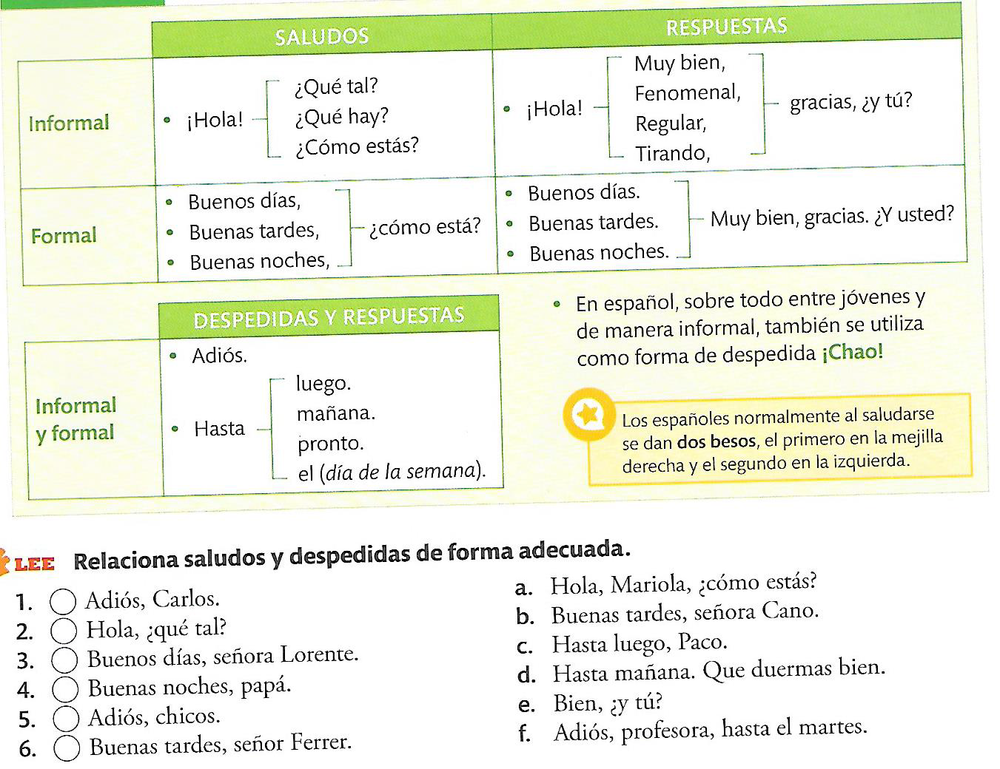 SALUDOS
RESPUESTAS
Informal
• ¡Hola!
¿Qué tal?
¿Qué hay?
¿Cómo estás?
• ¡Hola!
Muy bien,
Fenomenal,
Regular,
Tirando,
gracias, ¿y tú?
Formal
• Buenos días,
• Buenas tardes,
• Buenas noches,
¿cómo está?
• Buenos días.
• Buenas tardes.
• Buenas noches.
Muy bien, gracias. ¿Y usted?
DESPEDIDAS Y RESPUESTAS
Informal
y formal
• Adiós.
• Hasta
luego.
mañana.
pronto.
el (día de la semana).
• En español, sobre todo entre jóvenes y
de manera informal, también se utiliza
como forma de despedida ¡Chao!
Los españoles normalmente al saludarse
se dan dos besos, el primero en la mejilla
derecha y el segundo en la izquierda.
LEE Relaciona saludos y despedidas de forma adecuada.
1. Adiós, Carlos.
2. Hola, ¿qué tal?
3. Buenos días, señora Lorente.
4. Buenas noches, papá.
5. Adiós, chicos.
6. Buenas tardes, señor Ferrer.
a. Hola, Mariola, ¿cómo estás?
b. Buenas tardes, señora Cano.
c. Hasta luego, Paco.
d. Hasta mañana. Que duermas bien.
e. Bien, ¿y tú?
f. Adiós, profesora, hasta el martes.